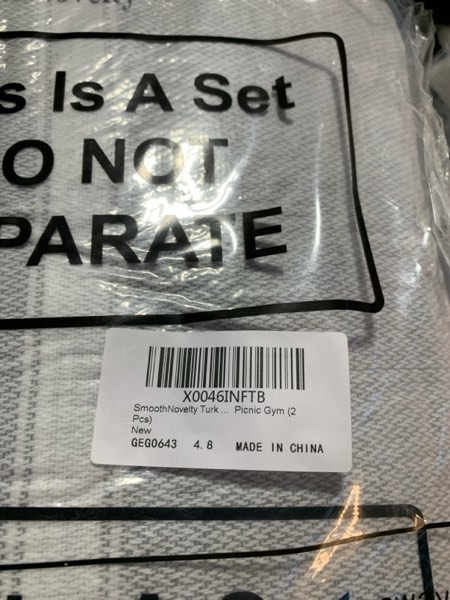 s Is A Set
O NOT
PARATE
X0046INFTB
SmoothNovelty Turk ... Picnic Gym (2
Pcs)
New
GEG0643 4.8 MADE IN CHINA